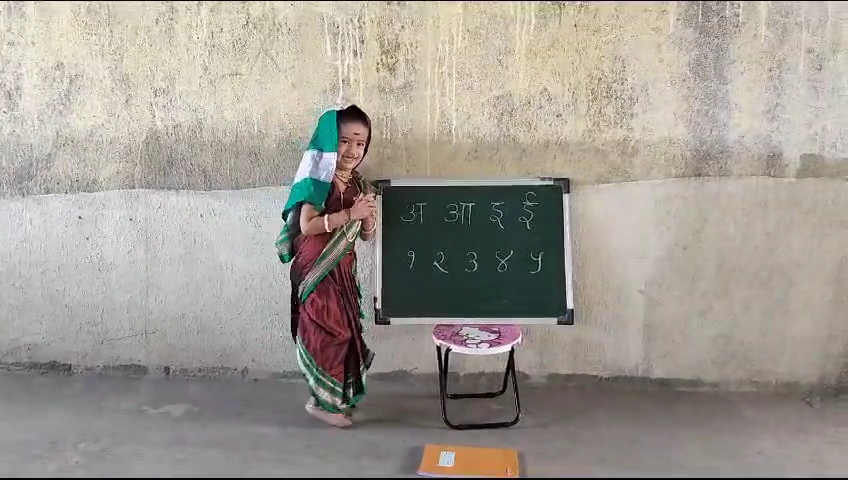 अ आ इ ई
१ २ ३ ४ ५